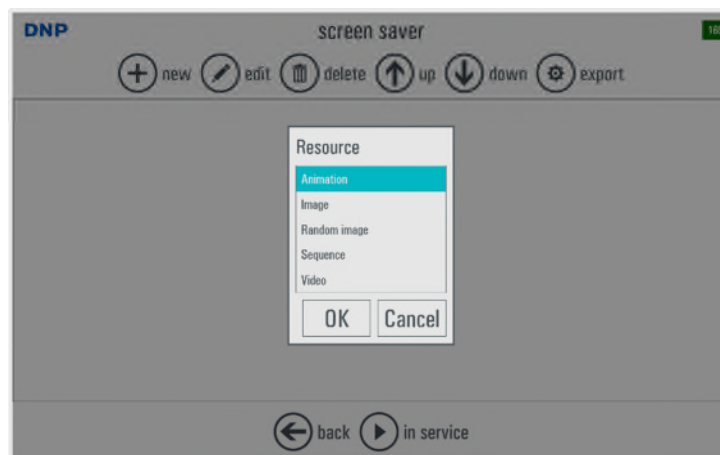 DNP
screen saver
new edit delete up down export
Resource
Animation
Image
Random image
Sequence
Video
OK Cancel
back in service